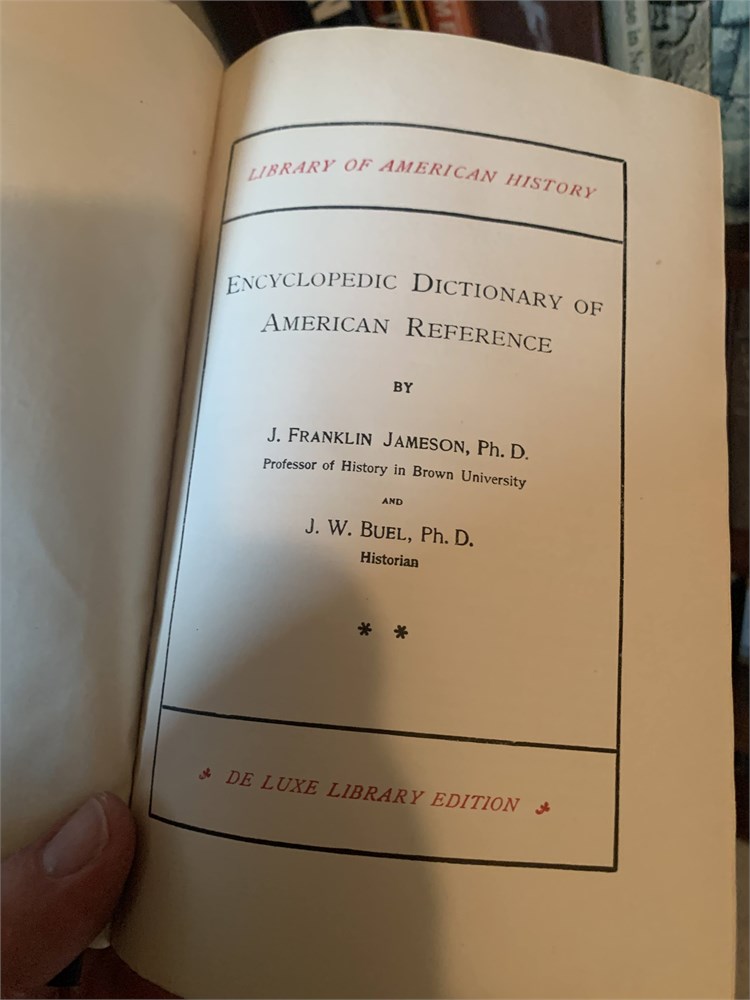 LIBRARY OF AMERICAN HISTORY
ENCYCLOPEDIC DICTIONARY OF
AMERICAN REFERENCE
BY
J. FRANKLIN JAMESON, Ph. D.
Professor of History in Brown University
AND
J. W. BUEL, Ph. D.
Historian
* *
DE LUXE LIBRARY EDITION